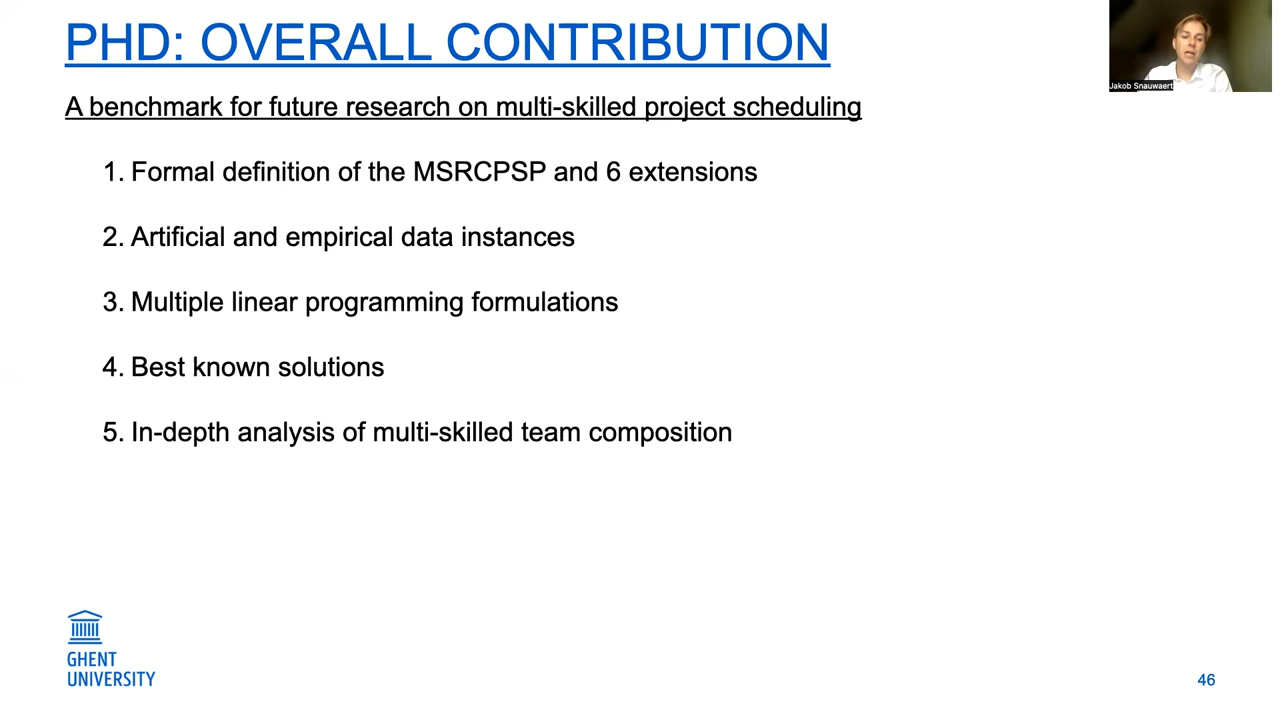 PHD: OVERALL CONTRIBUTION
Jakob Snauwaert
A benchmark for future research on multi-skilled project scheduling
1. Formal definition of the MSRCPSP and 6 extensions
2. Artificial and empirical data instances
3. Multiple linear programming formulations
4. Best known solutions
5. In-depth analysis of multi-skilled team composition
GHENT
UNIVERSITY
46